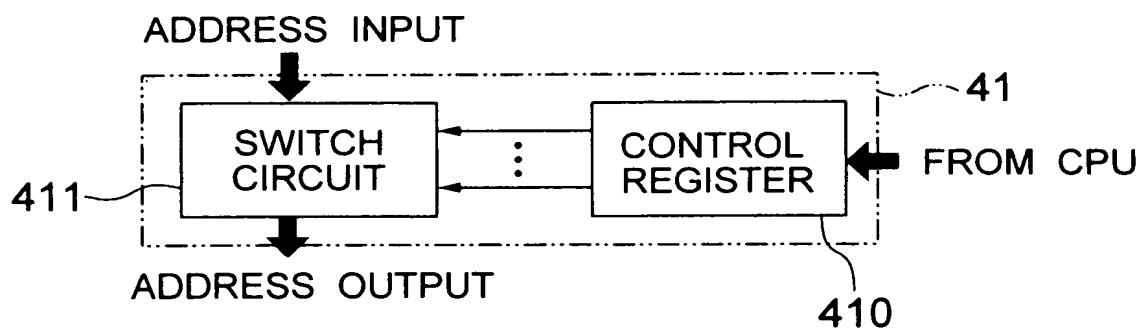 ADDRESS INPUT
41
SWITCH
CIRCUIT
CONTROL
REGISTER
FROM CPU
411
ADDRESS OUTPUT
410